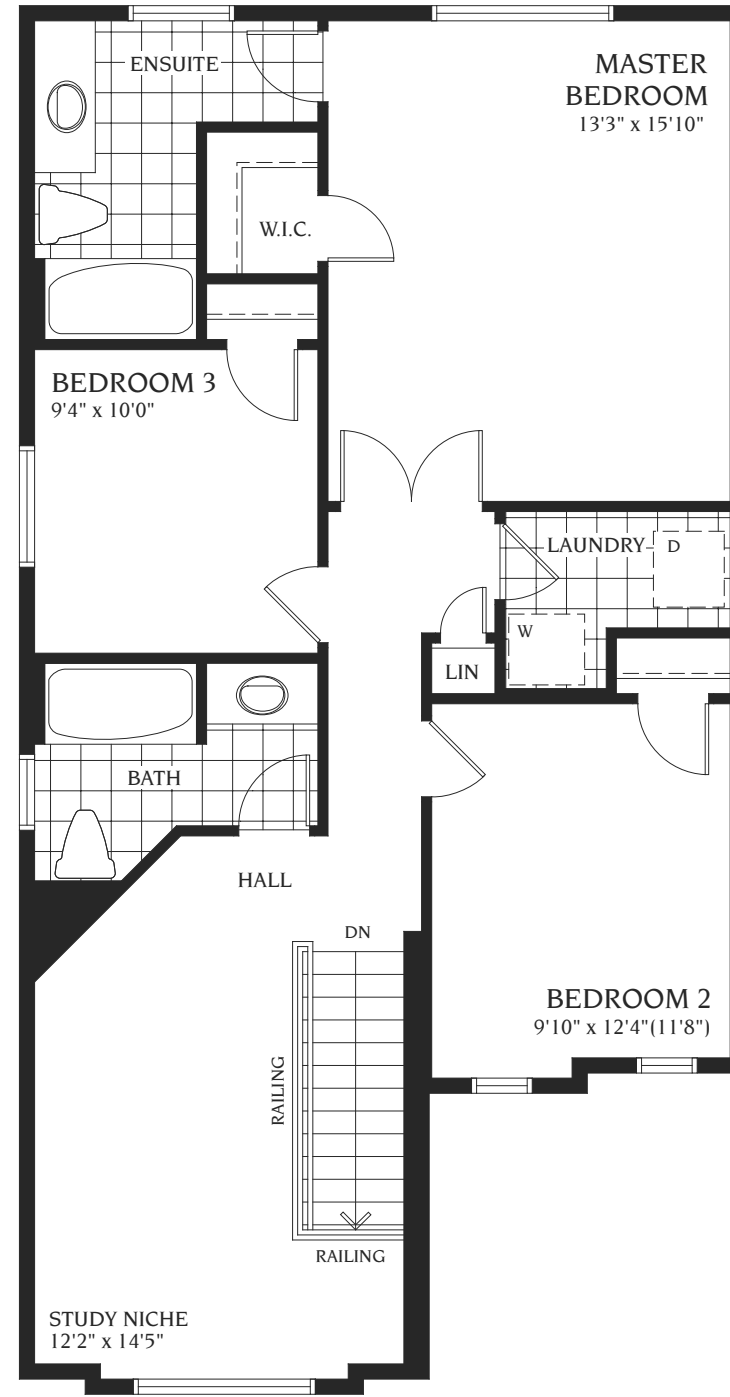 ENSUITE
MASTER
BEDROOM
13'3" x 15'10"
W.I.C.
BEDROOM 3
9'4" x 10'0"
LAUNDRY
D
W
LIN
BATH
HALL
DN
BEDROOM 2
9'10" x 12'4"(11'8")
RAILING
RAILING
STUDY NICHE
12'2" x 14'5"